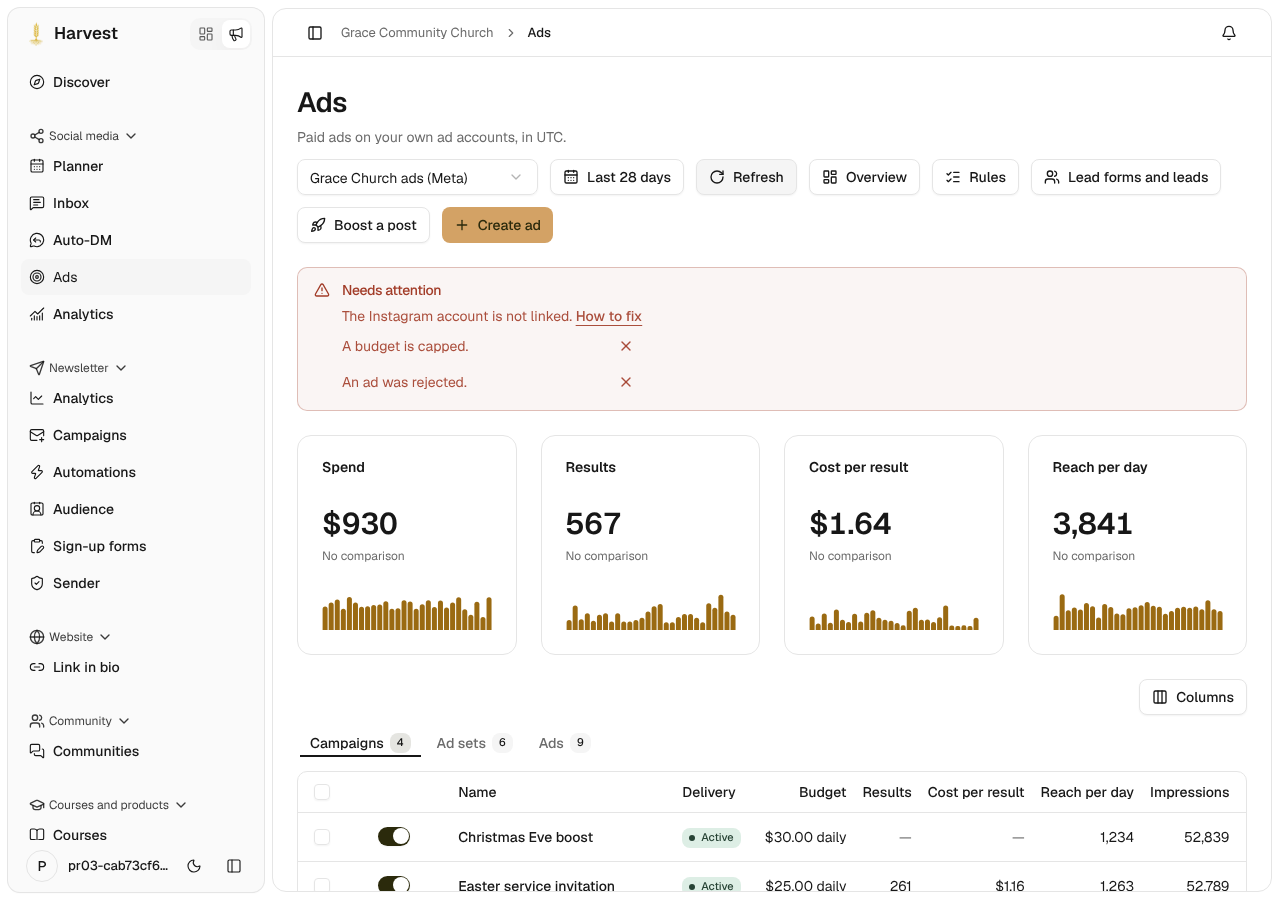 Harvest
Discover
Social media
Planner
Inbox
Auto-DM
Ads
Analytics
Newsletter
Analytics
Campaigns
Automations
Audience
Sign-up forms
Sender
Website
Link in bio
Community
Communities
Courses and products
Courses
P pr03-cab73cf6...
Grace Community Church > Ads
Ads
Paid ads on your own ad accounts, in UTC.
Grace Church ads (Meta) Last 28 days Refresh Overview Rules Lead forms and leads
Boost a post + Create ad
Needs attention
The Instagram account is not linked. How to fix
A budget is capped.
An ad was rejected.
Spend Results Cost per result Reach per day
$930 567 $1.64 3,841
No comparison No comparison No comparison No comparison
Columns
Campaigns 4 Ad sets 6 Ads 9
Name Delivery Budget Results Cost per result Reach per day Impressions
Christmas Eve boost Active $30.00 daily — — 1,234 52,839
Easter service invitation Active $25.00 daily 261 $1.16 1,263 52,789